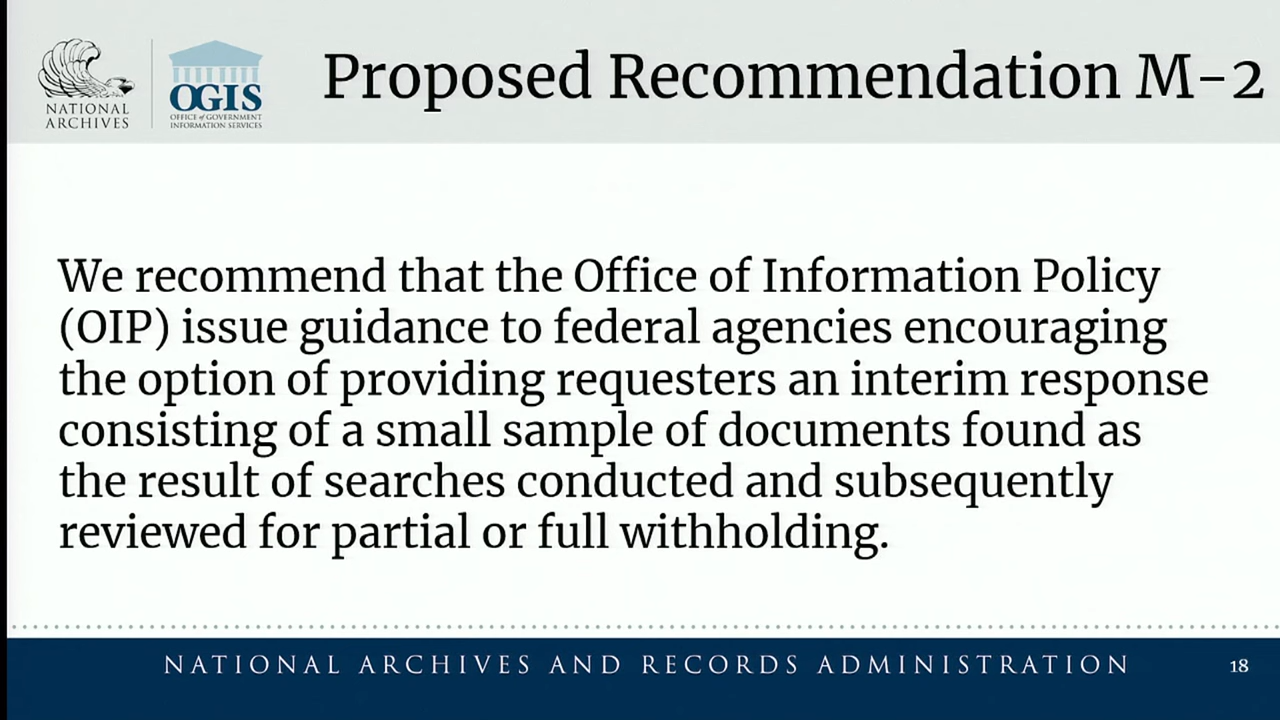 NATIONAL
ARCHIVES
OGIS
OFFICE of GOVERNMENT
INFORMATION SERVICES
Proposed Recommendation M-2
We recommend that the Office of Information Policy
(OIP) issue guidance to federal agencies encouraging
the option of providing requesters an interim response
consisting of a small sample of documents found as
the result of searches conducted and subsequently
reviewed for partial or full withholding.
NATIONAL ARCHIVES AND RECORDS ADMINISTRATION
18